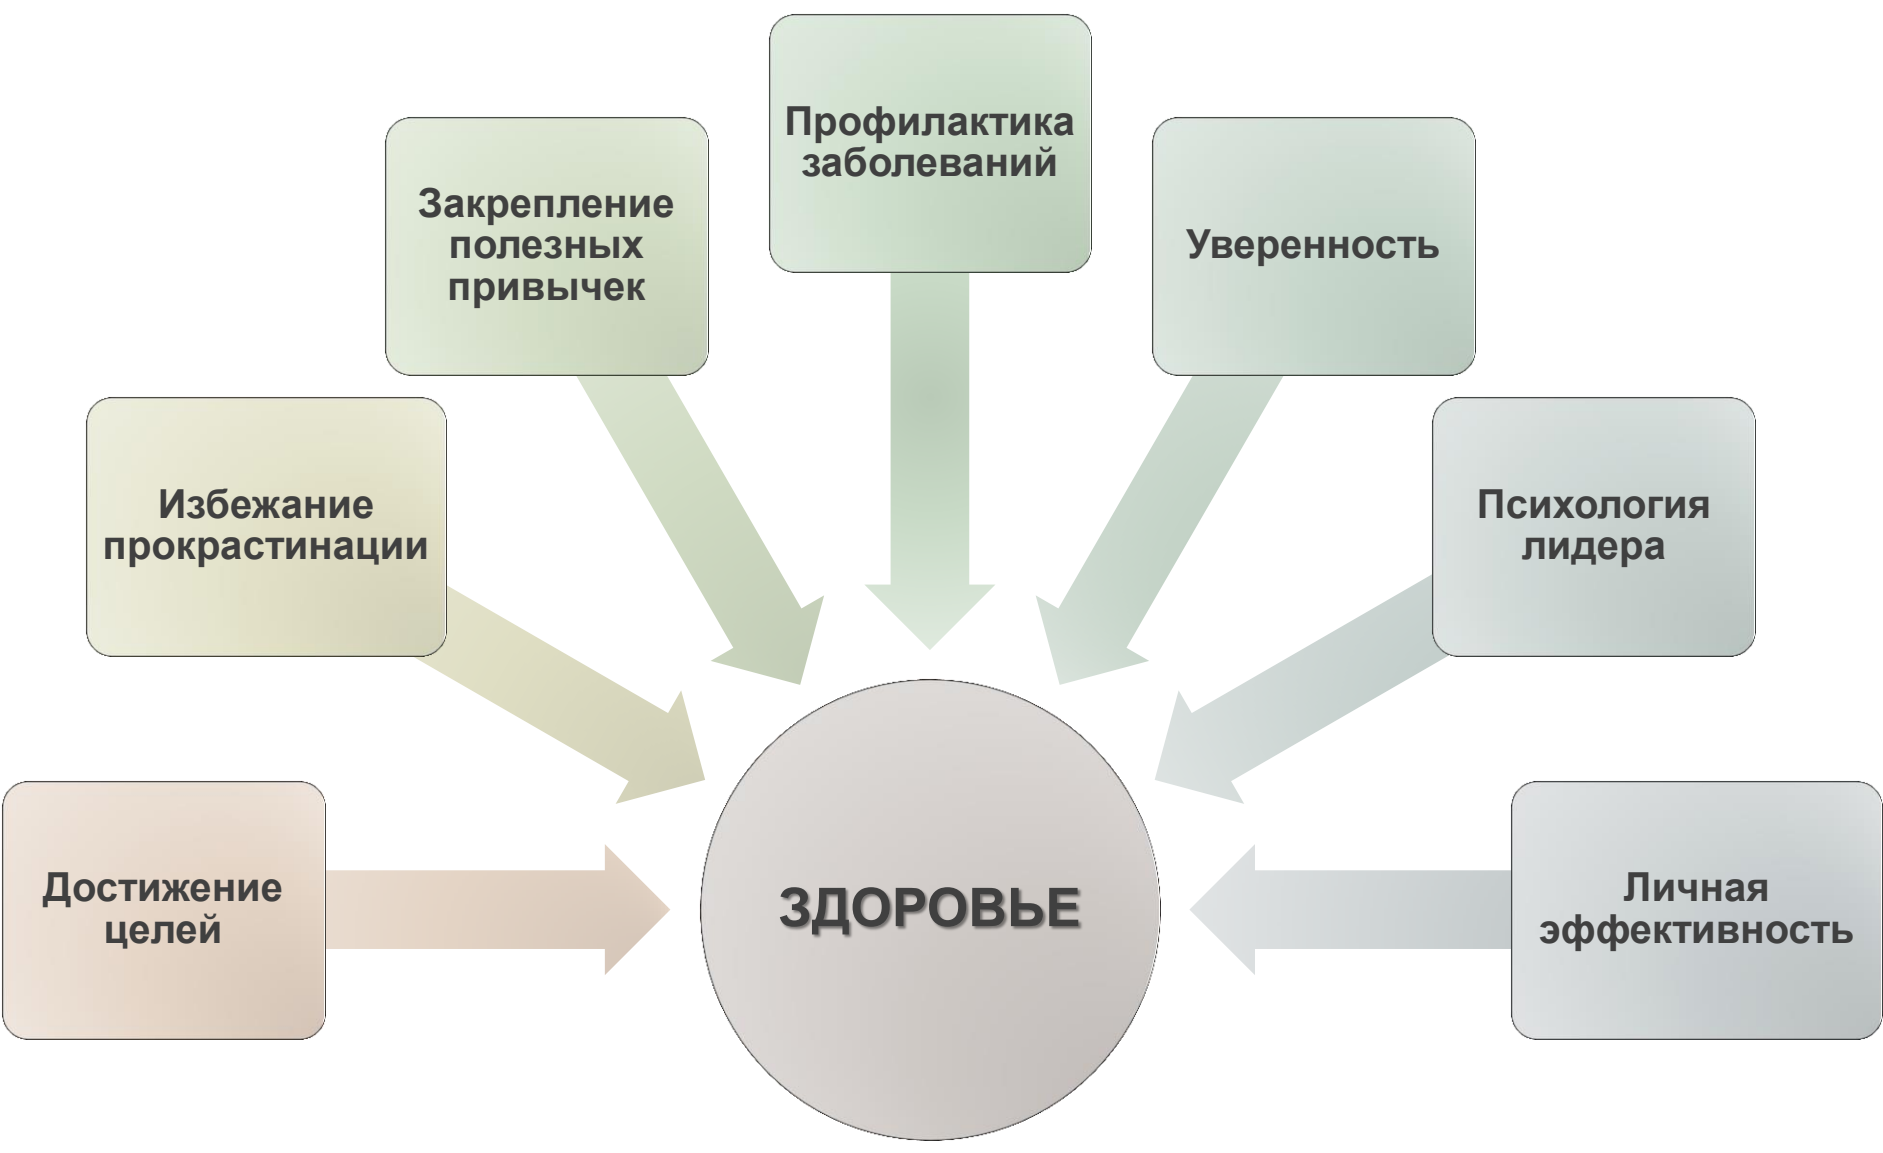 Профилактика
заболеваний
Закрепление
полезных
привычек
Уверенность
Избежание
прокрастинации
Психология
лидера
Достижение
целей
ЗДОРОВЬЕ
Личная
эффективность